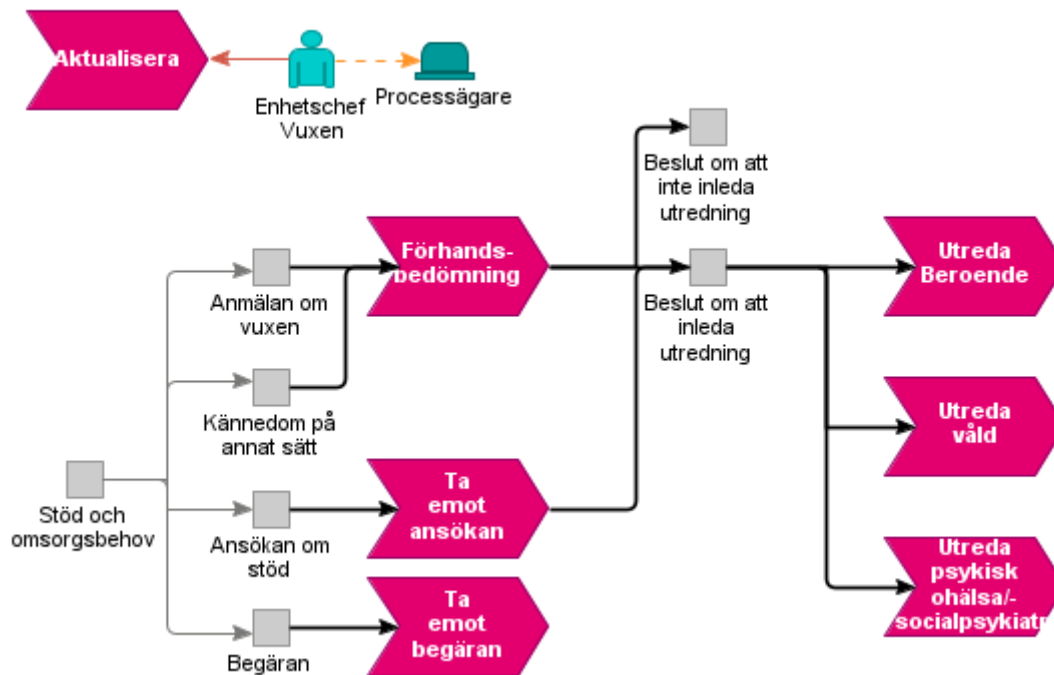 Aktualisera
Enhetschef
Vuxen
Processägare
Beslut om att
inte inleda
utredning
Förhands-
bedömning
Utreda
Beroende
Anmälan om
vuxen
Beslut om att
inleda
utredning
Kännedom på
annat sätt
Utreda
våld
Ta
emot
ansökan
Stöd och
omsorgsbehov
Ansökan om
stöd
Utreda
psykisk
ohälsa/-
socialpsykiatr
Ta
emot
begäran
Begäran